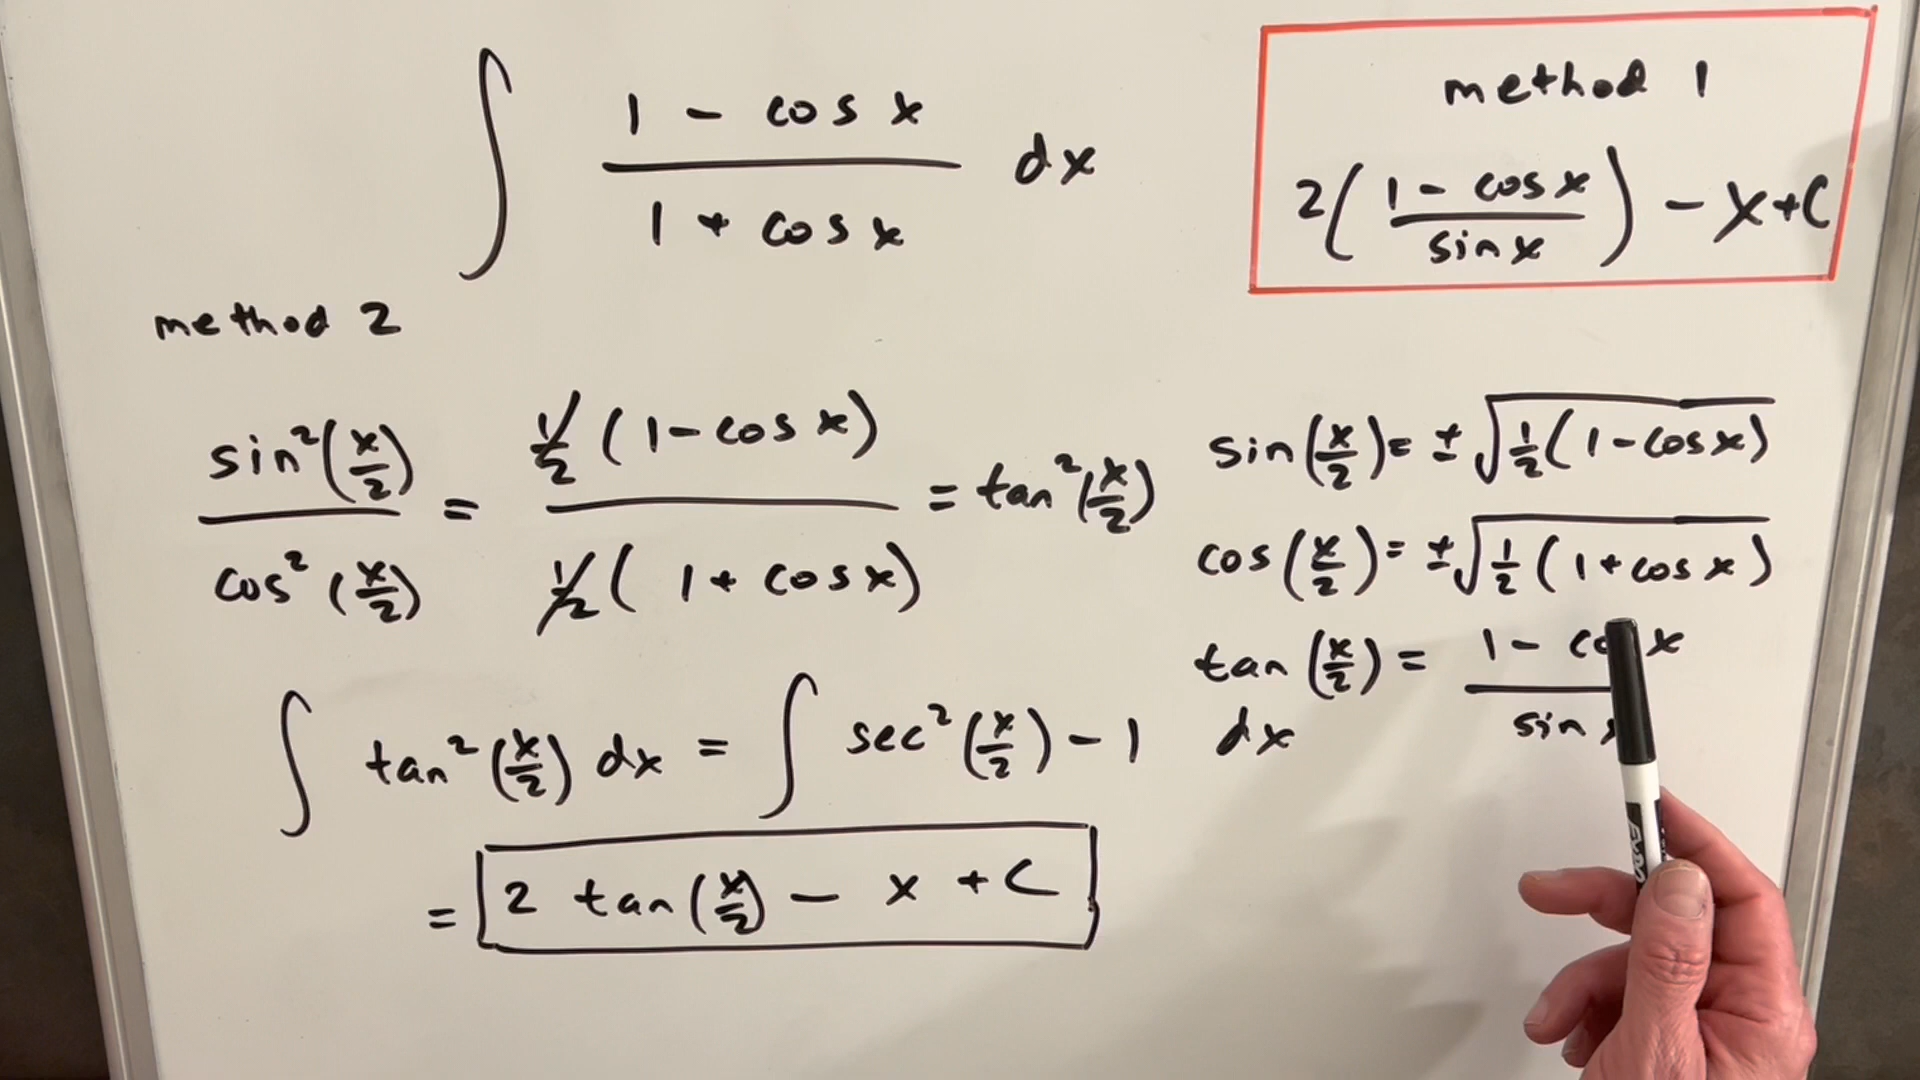 ∫ (1 - cos x)/(1 + cos x) dx
method 1
2((1 - cos x)/(sin x)) - x + C
method 2
sin²(x/2)/cos²(x/2) = ½(1 - cos x)/½(1 + cos x) = tan²(x/2)
sin(x/2) = ±√(½(1 - cos x))
cos(x/2) = ±√(½(1 + cos x))
tan(x/2) = (1 - co x)/(sin
∫ tan²(x/2) dx = ∫ sec²(x/2) - 1 dx
= 2 tan(x/2) - x + C
EXPO